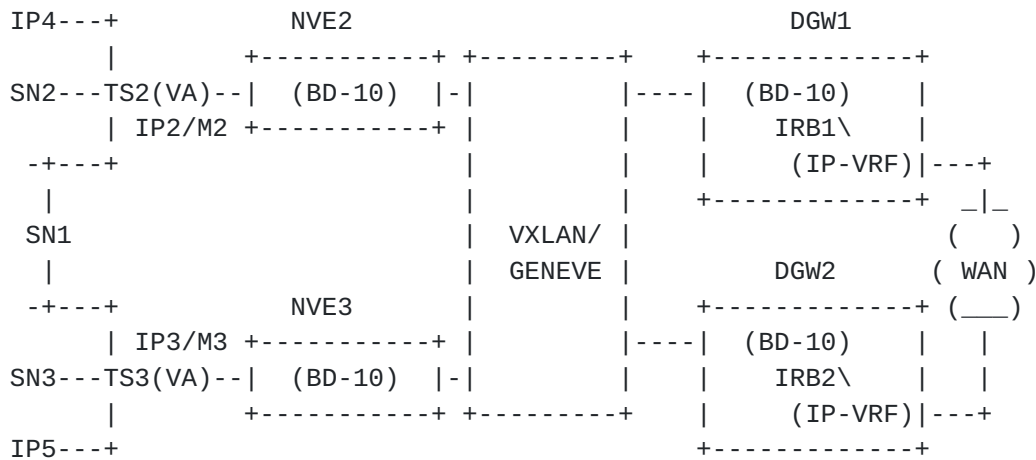 IP4---+           NVE2                            DGW1
      |       +-----------+ +---------+    +-------------+
SN2---TS2(VA)--|  (BD-10)  |-|         |----|  (BD-10)    |
      | IP2/M2 +-----------+ |         |    |    IRB1\    |
 -+---+                      |         |    |     (IP-VRF)|---+
  |                          |         |    +-------------+  _|_
 SN1                         |  VXLAN/ |                    (   )
  |                          |  GENEVE |         DGW2      ( WAN )
 -+---+           NVE3       |         |    +-------------+ (___)
      | IP3/M3 +-----------+ |         |----|  (BD-10)    |   |
SN3---TS3(VA)--|  (BD-10)  |-|         |    |    IRB2\    |   |
      |       +-----------+ +---------+    |     (IP-VRF)|---+
IP5---+                                    +-------------+